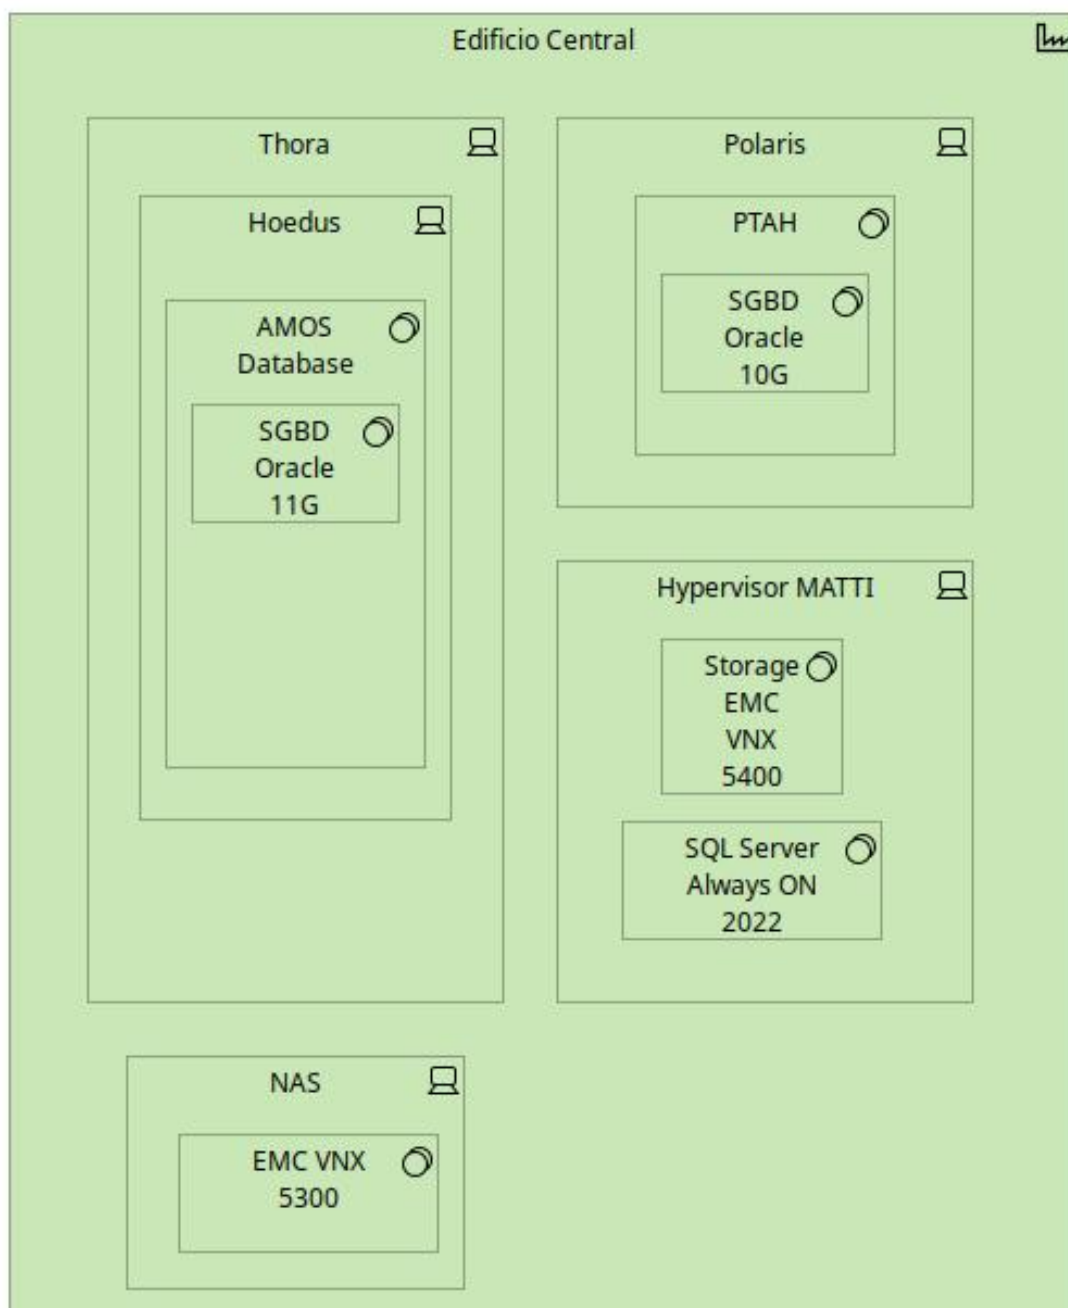 Edificio Central
Thora
Hoedus
AMOS
Database
SGBD
Oracle
11G
Polaris
PTAH
SGBD
Oracle
10G
Hypervisor MATTI
Storage
EMC
VNX
5400
SQL Server
Always ON
2022
NAS
EMC VNX
5300